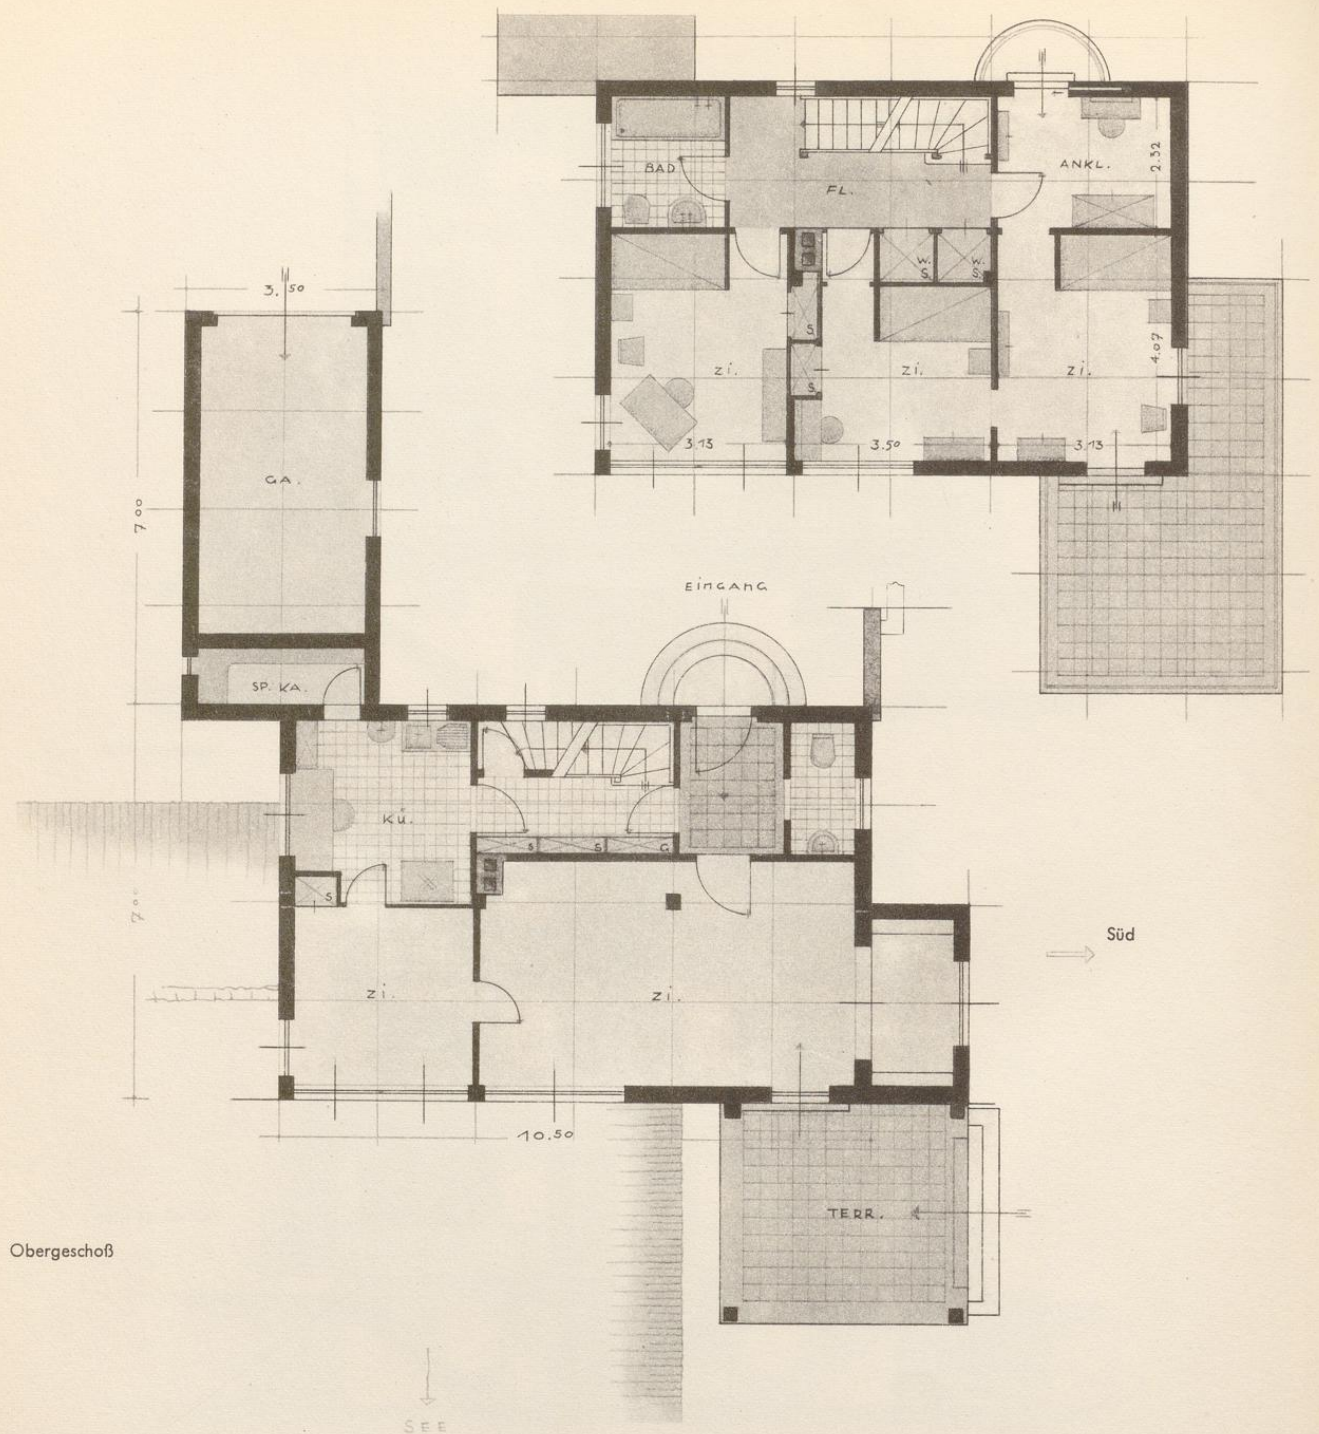 BAD
FL.
ANKL.
2.32
W.
S.
W.
S.
S
S
zi.
zi.
zi.
4.07
3.13
3.50
3.13
3.50
GA.
7.00
SP. KA.
EINGANG
KÜ.
S
S
G
S
7.0
zi.
zi.
Süd
10.50
TERR.
Obergeschoß
SEE